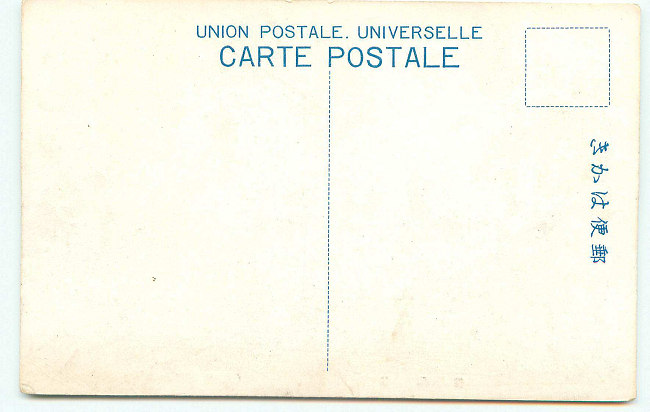 UNION POSTALE. UNIVERSELLE
CARTE POSTALE
郵便はかき